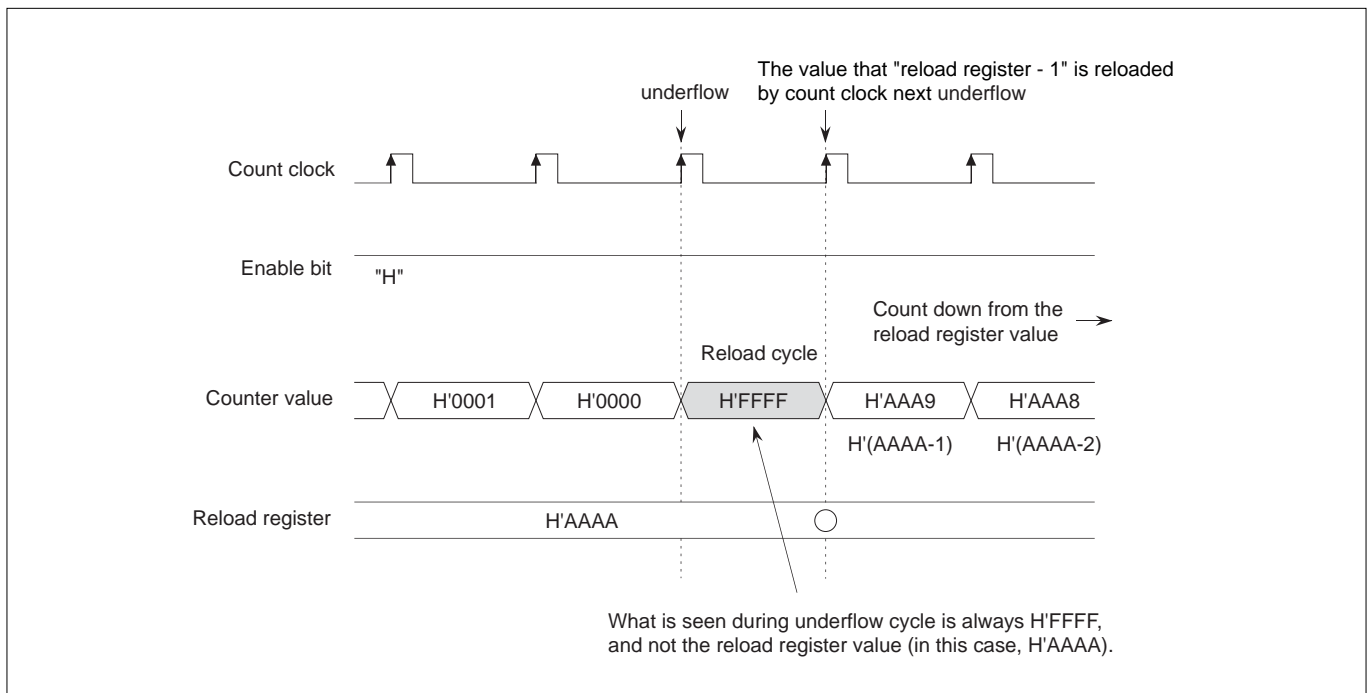 The value that "reload register - 1" is reloaded
by count clock next underflow
underflow
Count clock
Enable bit
"H"
Count down from the
reload register value
Reload cycle
Counter value
H'0001
H'0000
H'FFFF
H'AAA9
H'AAA8
H'(AAAA-1)
H'(AAAA-2)
Reload register
H'AAAA
What is seen during underflow cycle is always H'FFFF,
and not the reload register value (in this case, H'AAAA).